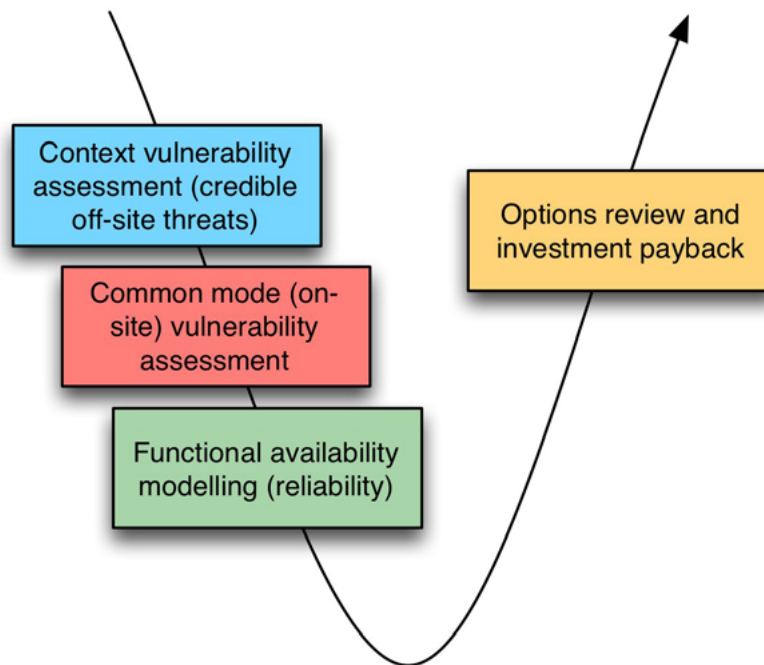 Context vulnerability
assessment (credible
off-site threats)
Common mode (on-
site) vulnerability
assessment
Functional availability
modelling (reliability)
Options review and
investment payback